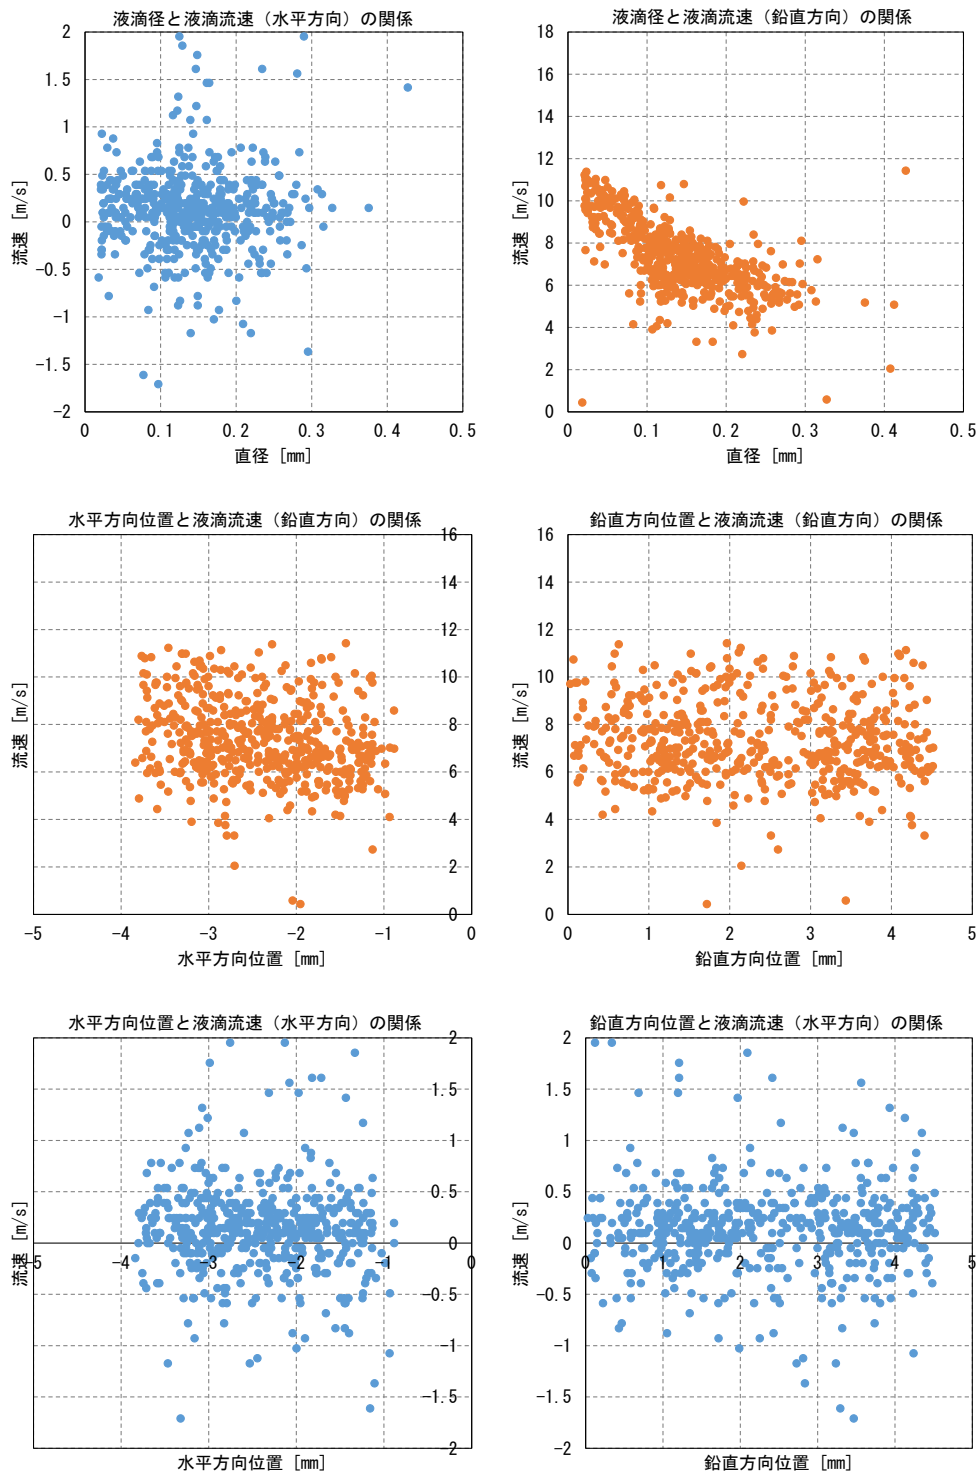 液滴径と液滴流速（水平方向）の関係
2
1.5
1
0.5
0
-0.5
-1
-1.5
-2
流速 [m/s]
0 0.1 0.2 0.3 0.4 0.5
直径 [mm]
液滴径と液滴流速（鉛直方向）の関係
18
16
14
12
10
8
6
4
2
0
流速 [m/s]
0 0.1 0.2 0.3 0.4 0.5
直径 [mm]
水平方向位置と液滴流速（鉛直方向）の関係
16
14
12
10
8
6
4
2
0
流速 [m/s]
-5 -4 -3 -2 -1 0
水平方向位置 [mm]
鉛直方向位置と液滴流速（鉛直方向）の関係
16
14
12
10
8
6
4
2
0
流速 [m/s]
0 1 2 3 4 5
鉛直方向位置 [mm]
水平方向位置と液滴流速（水平方向）の関係
2
1.5
1
0.5
0
-0.5
-1
-1.5
-2
流速 [m/s]
-5 -4 -3 -2 -1 0
水平方向位置 [mm]
鉛直方向位置と液滴流速（水平方向）の関係
2
1.5
1
0.5
0
-0.5
-1
-1.5
-2
流速 [m/s]
0 1 2 3 4 5
鉛直方向位置 [mm]